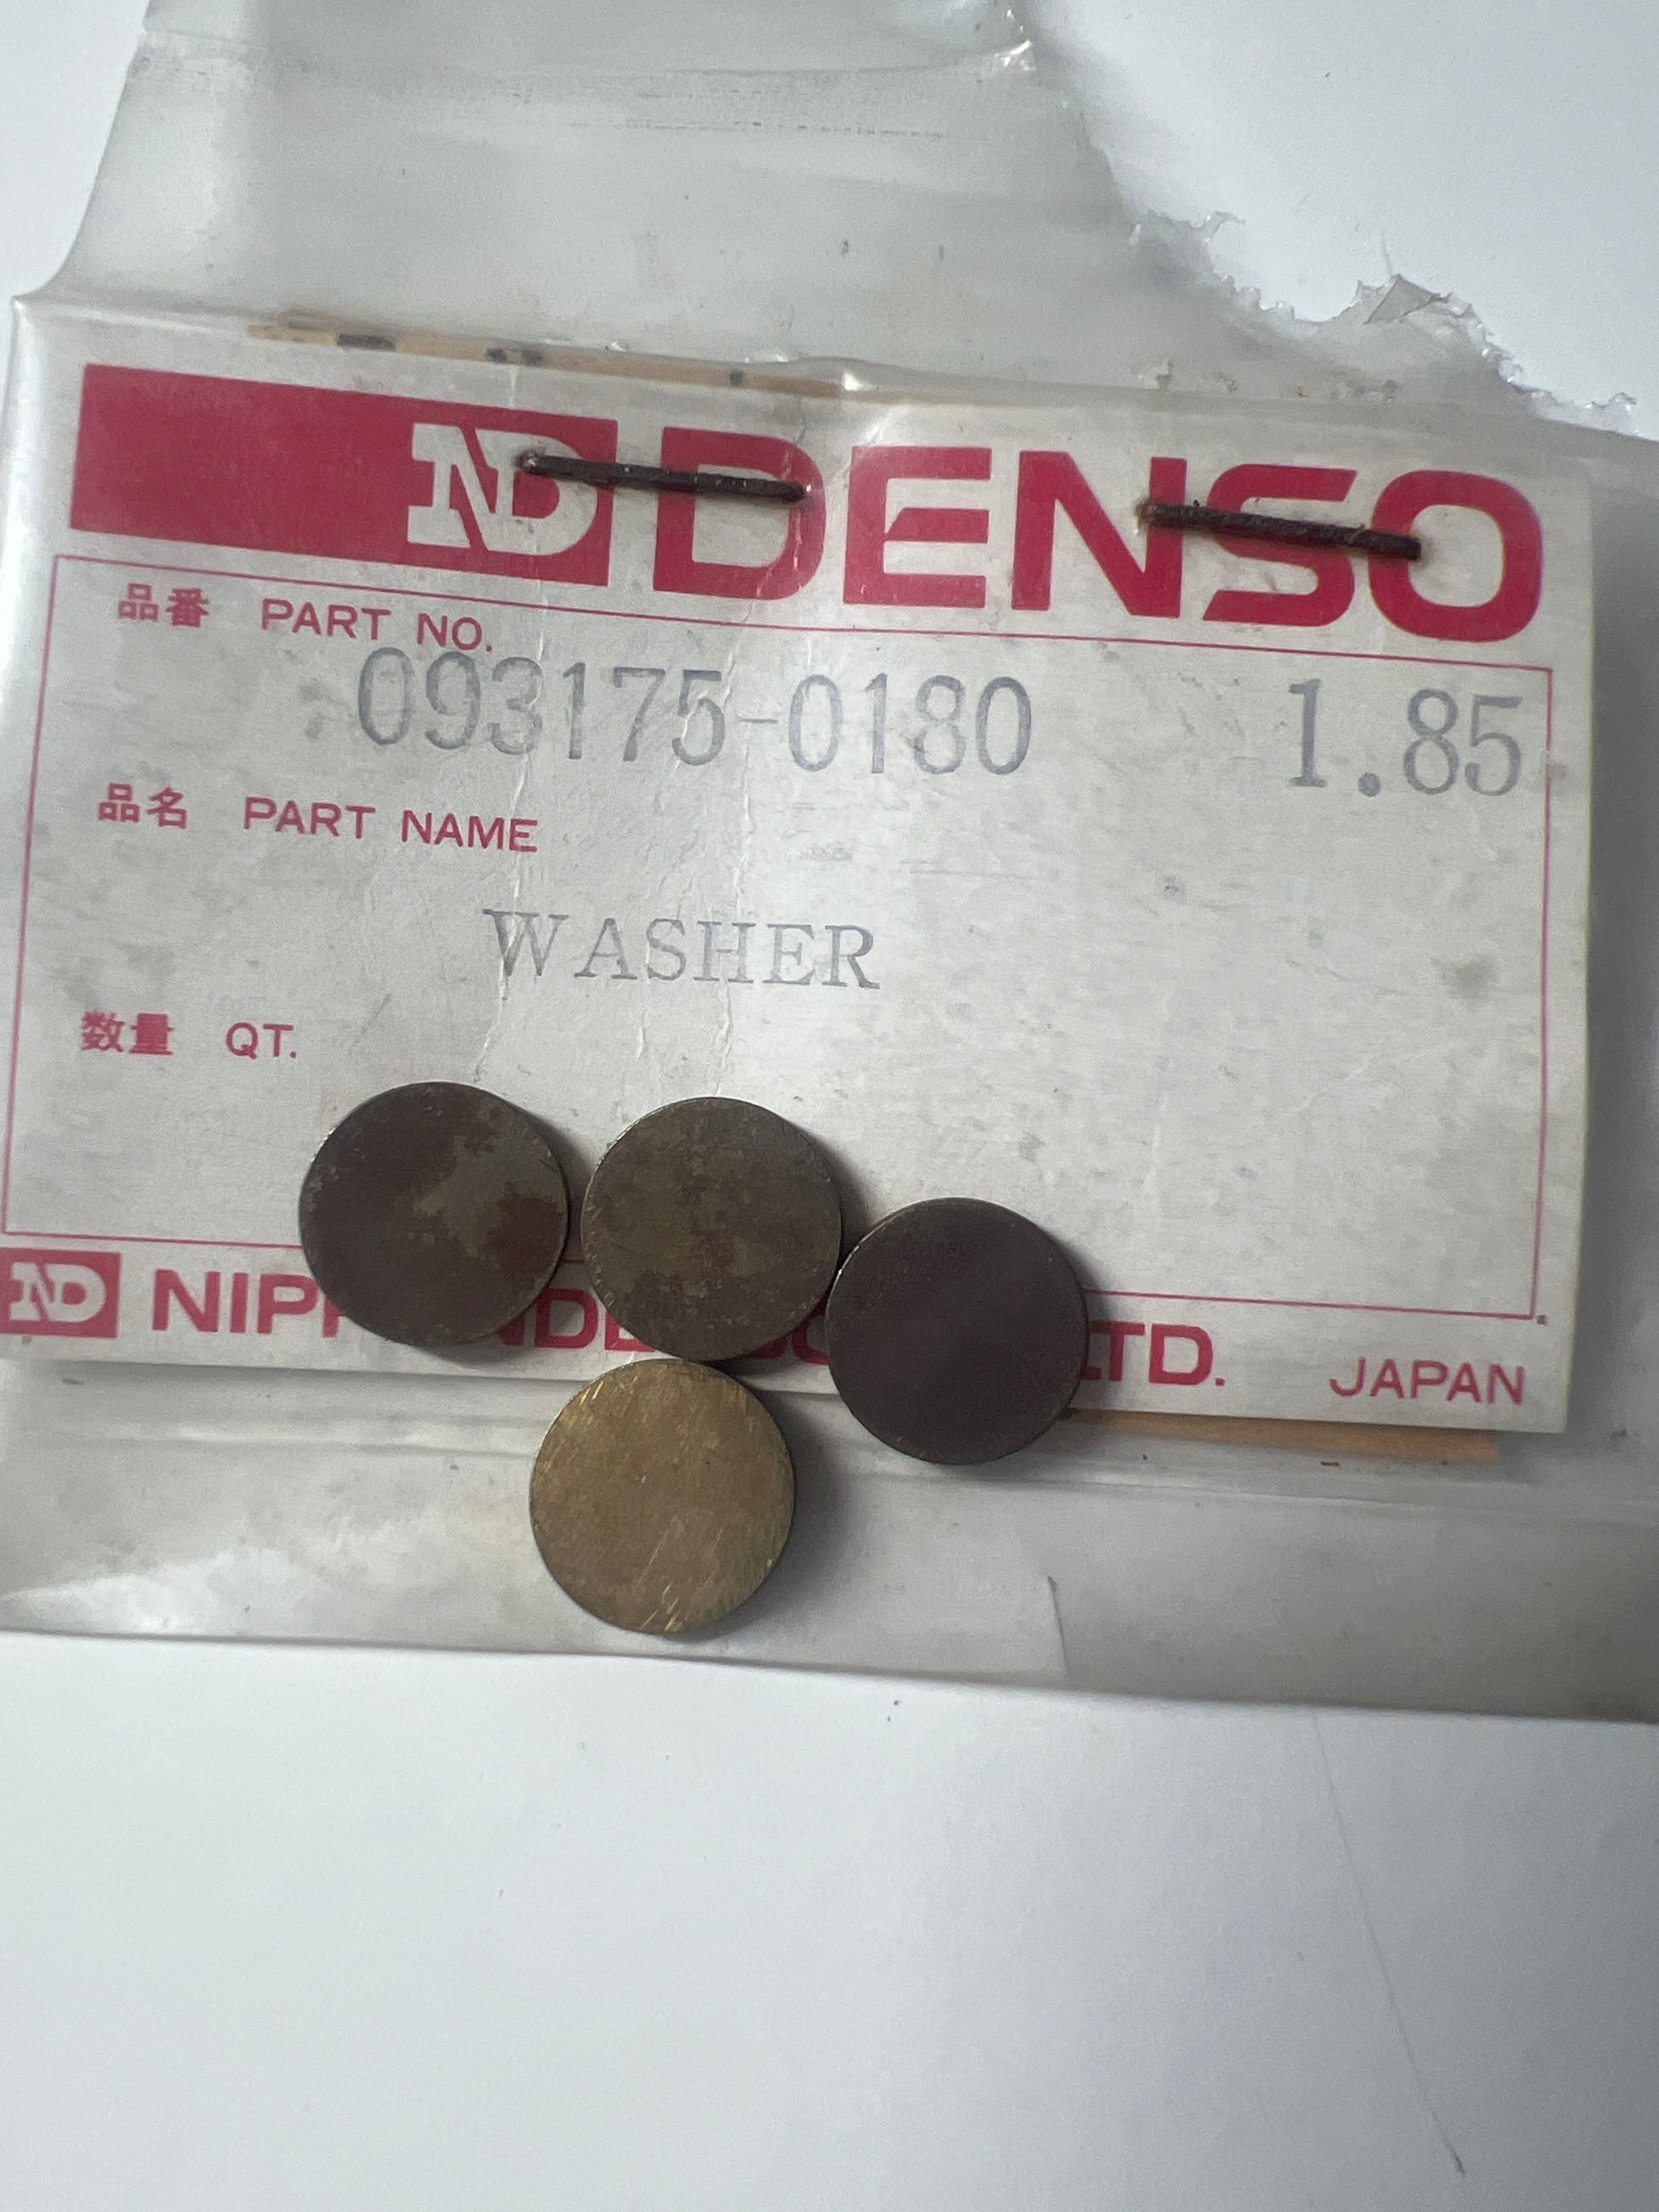 ND DENSO
品番 PART NO.
093175-0180 1.85
品名 PART NAME
WASHER
数量 QT.
ND LTD. JAPAN